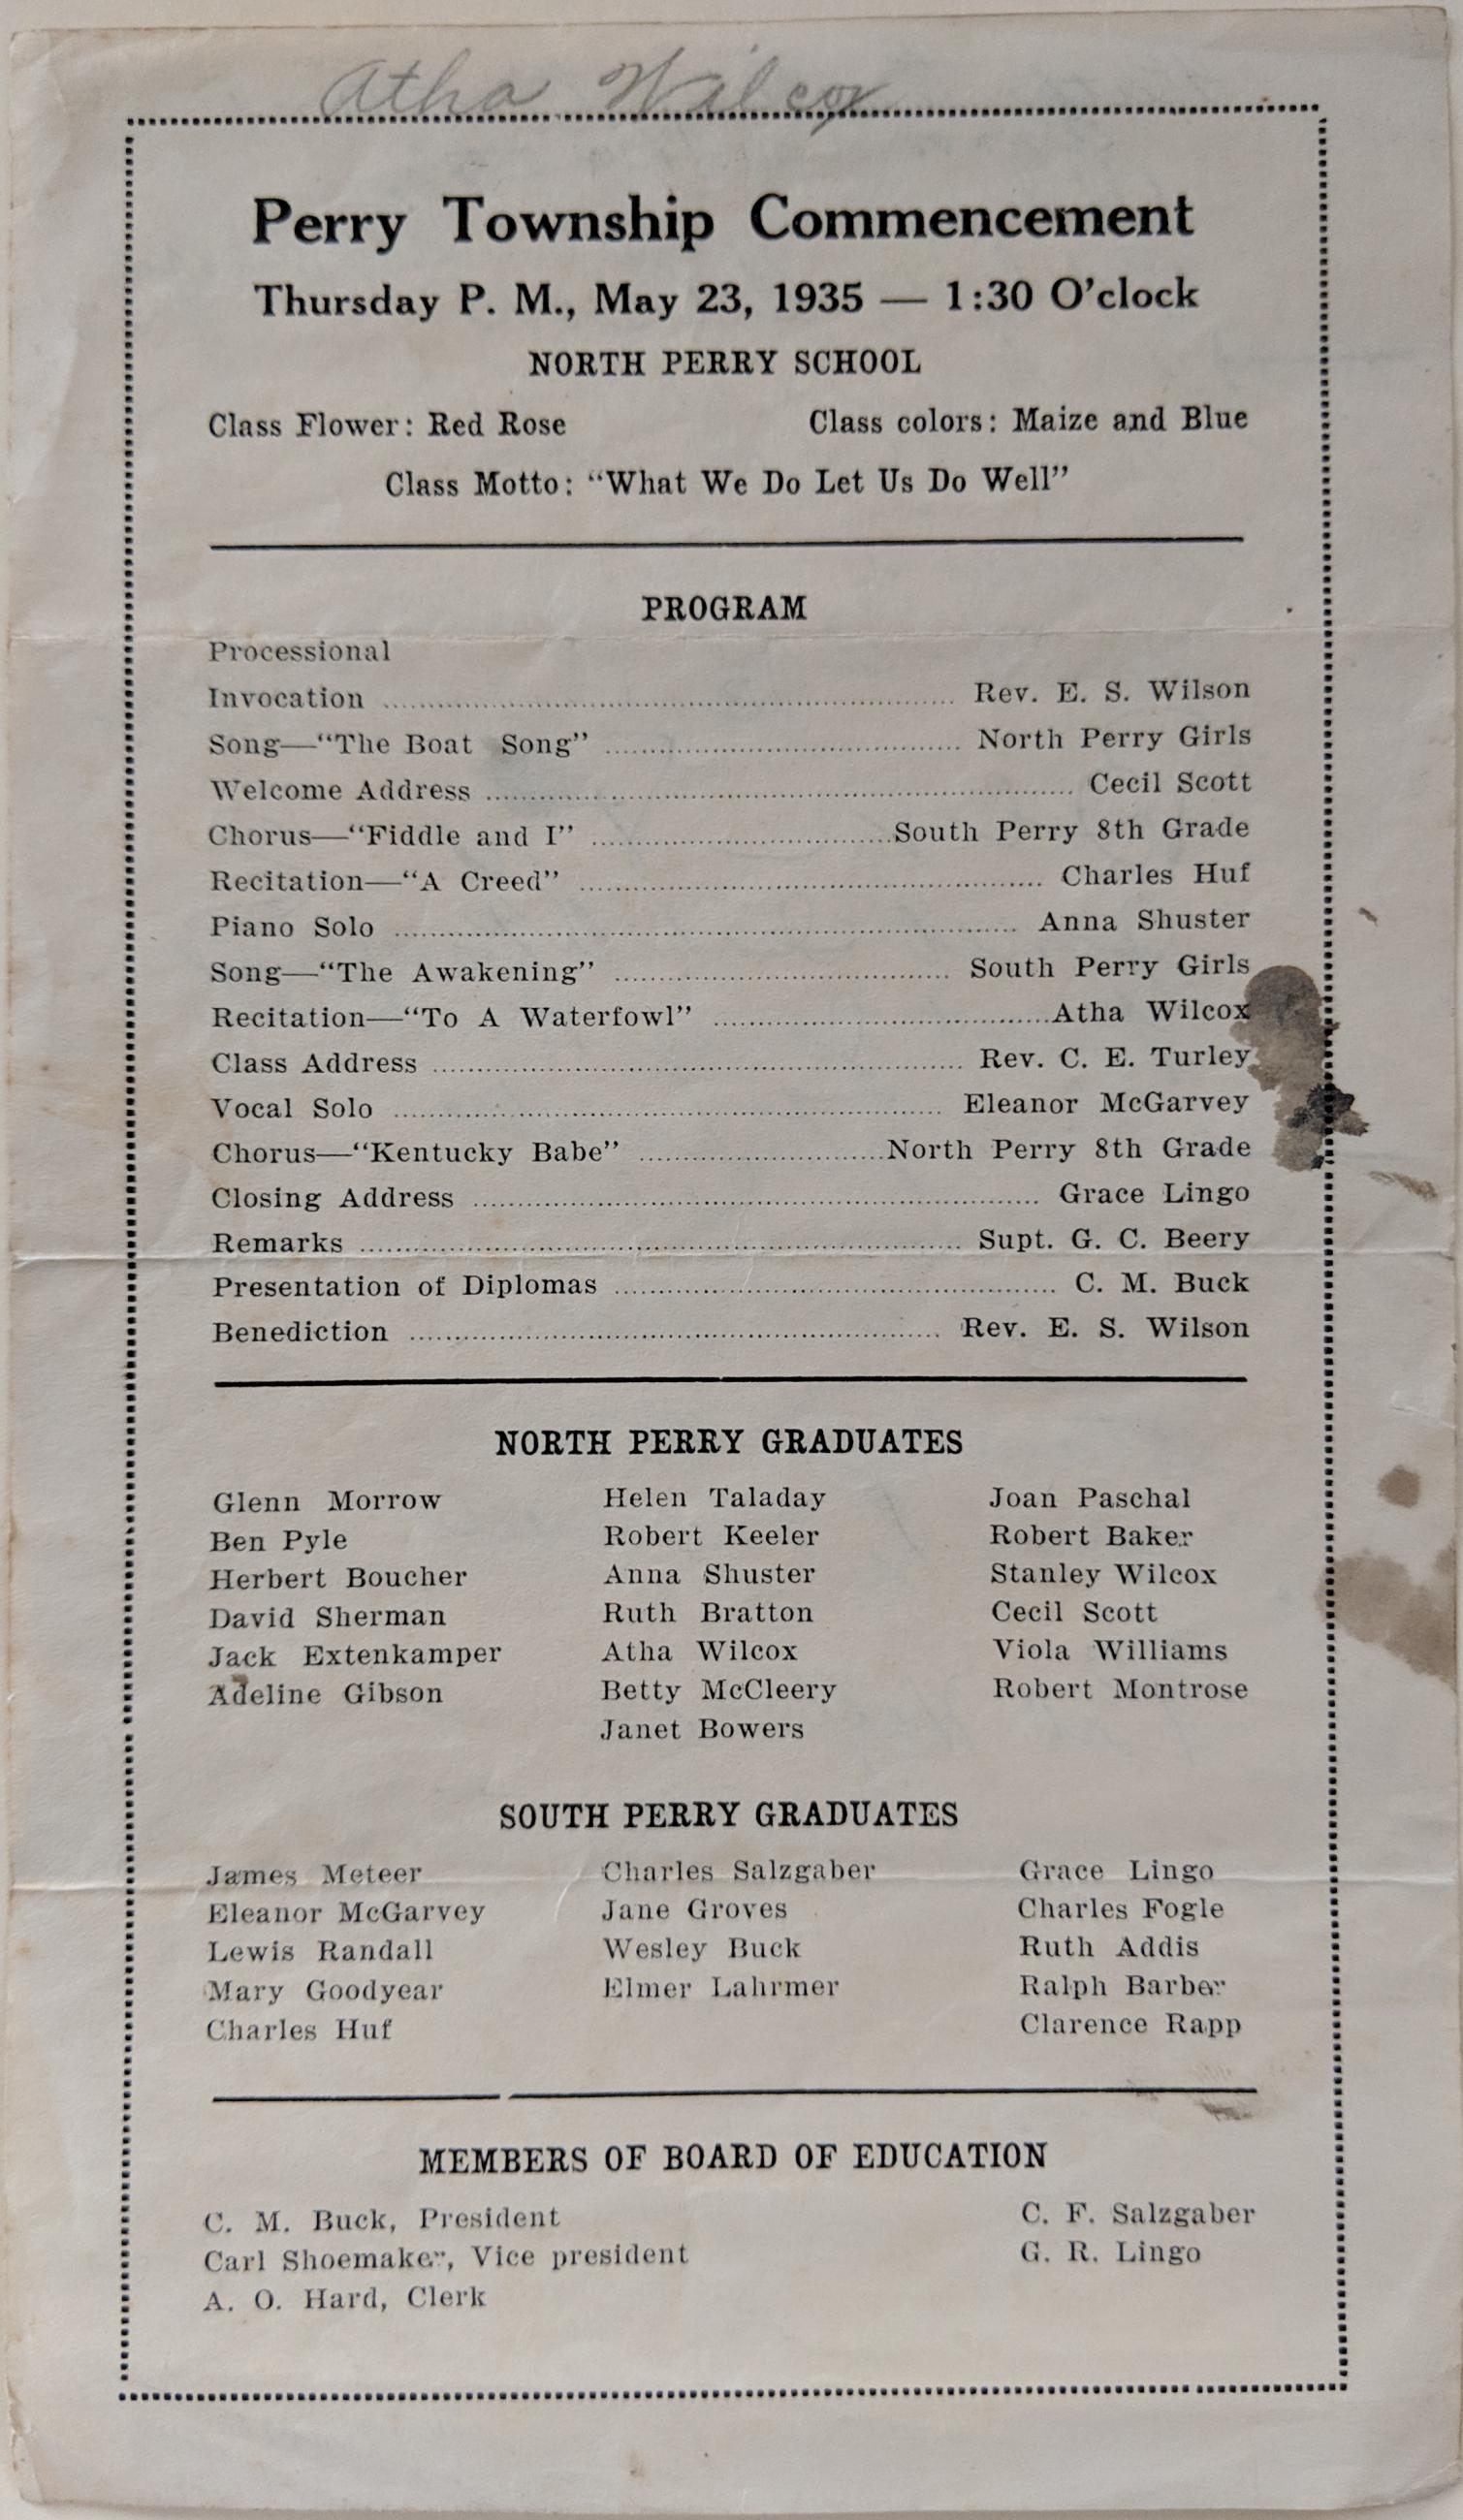 Atha Wilcox
Perry Township Commencement
Thursday P. M., May 23, 1935 — 1:30 O'clock
NORTH PERRY SCHOOL
Class Flower: Red Rose Class colors: Maize and Blue
Class Motto: "What We Do Let Us Do Well"
PROGRAM
Processional
Invocation ........ Rev. E. S. Wilson
Song—"The Boat Song" ........ North Perry Girls
Welcome Address ........ Cecil Scott
Chorus—"Fiddle and I" ........ South Perry 8th Grade
Recitation—"A Creed" ........ Charles Huf
Piano Solo ........ Anna Shuster
Song—"The Awakening" ........ South Perry Girls
Recitation—"To A Waterfowl" ........ Atha Wilcox
Class Address ........ Rev. C. E. Turley
Vocal Solo ........ Eleanor McGarvey
Chorus—"Kentucky Babe" ........ North Perry 8th Grade
Closing Address ........ Grace Lingo
Remarks ........ Supt. G. C. Beery
Presentation of Diplomas ........ C. M. Buck
Benediction ........ Rev. E. S. Wilson
NORTH PERRY GRADUATES
Glenn Morrow Helen Taladay Joan Paschal
Ben Pyle Robert Keeler Robert Baker
Herbert Boucher Anna Shuster Stanley Wilcox
David Sherman Ruth Bratton Cecil Scott
Jack Extenkamper Atha Wilcox Viola Williams
Adeline Gibson Betty McCleery Robert Montrose
Janet Bowers
SOUTH PERRY GRADUATES
James Meteer Charles Salzgaber Grace Lingo
Eleanor McGarvey Jane Groves Charles Fogle
Lewis Randall Wesley Buck Ruth Addis
Mary Goodyear Elmer Lahrmer Ralph Barber
Charles Huf Clarence Rapp
MEMBERS OF BOARD OF EDUCATION
C. M. Buck, President C. F. Salzgaber
Carl Shoemaker, Vice president G. R. Lingo
A. O. Hard, Clerk